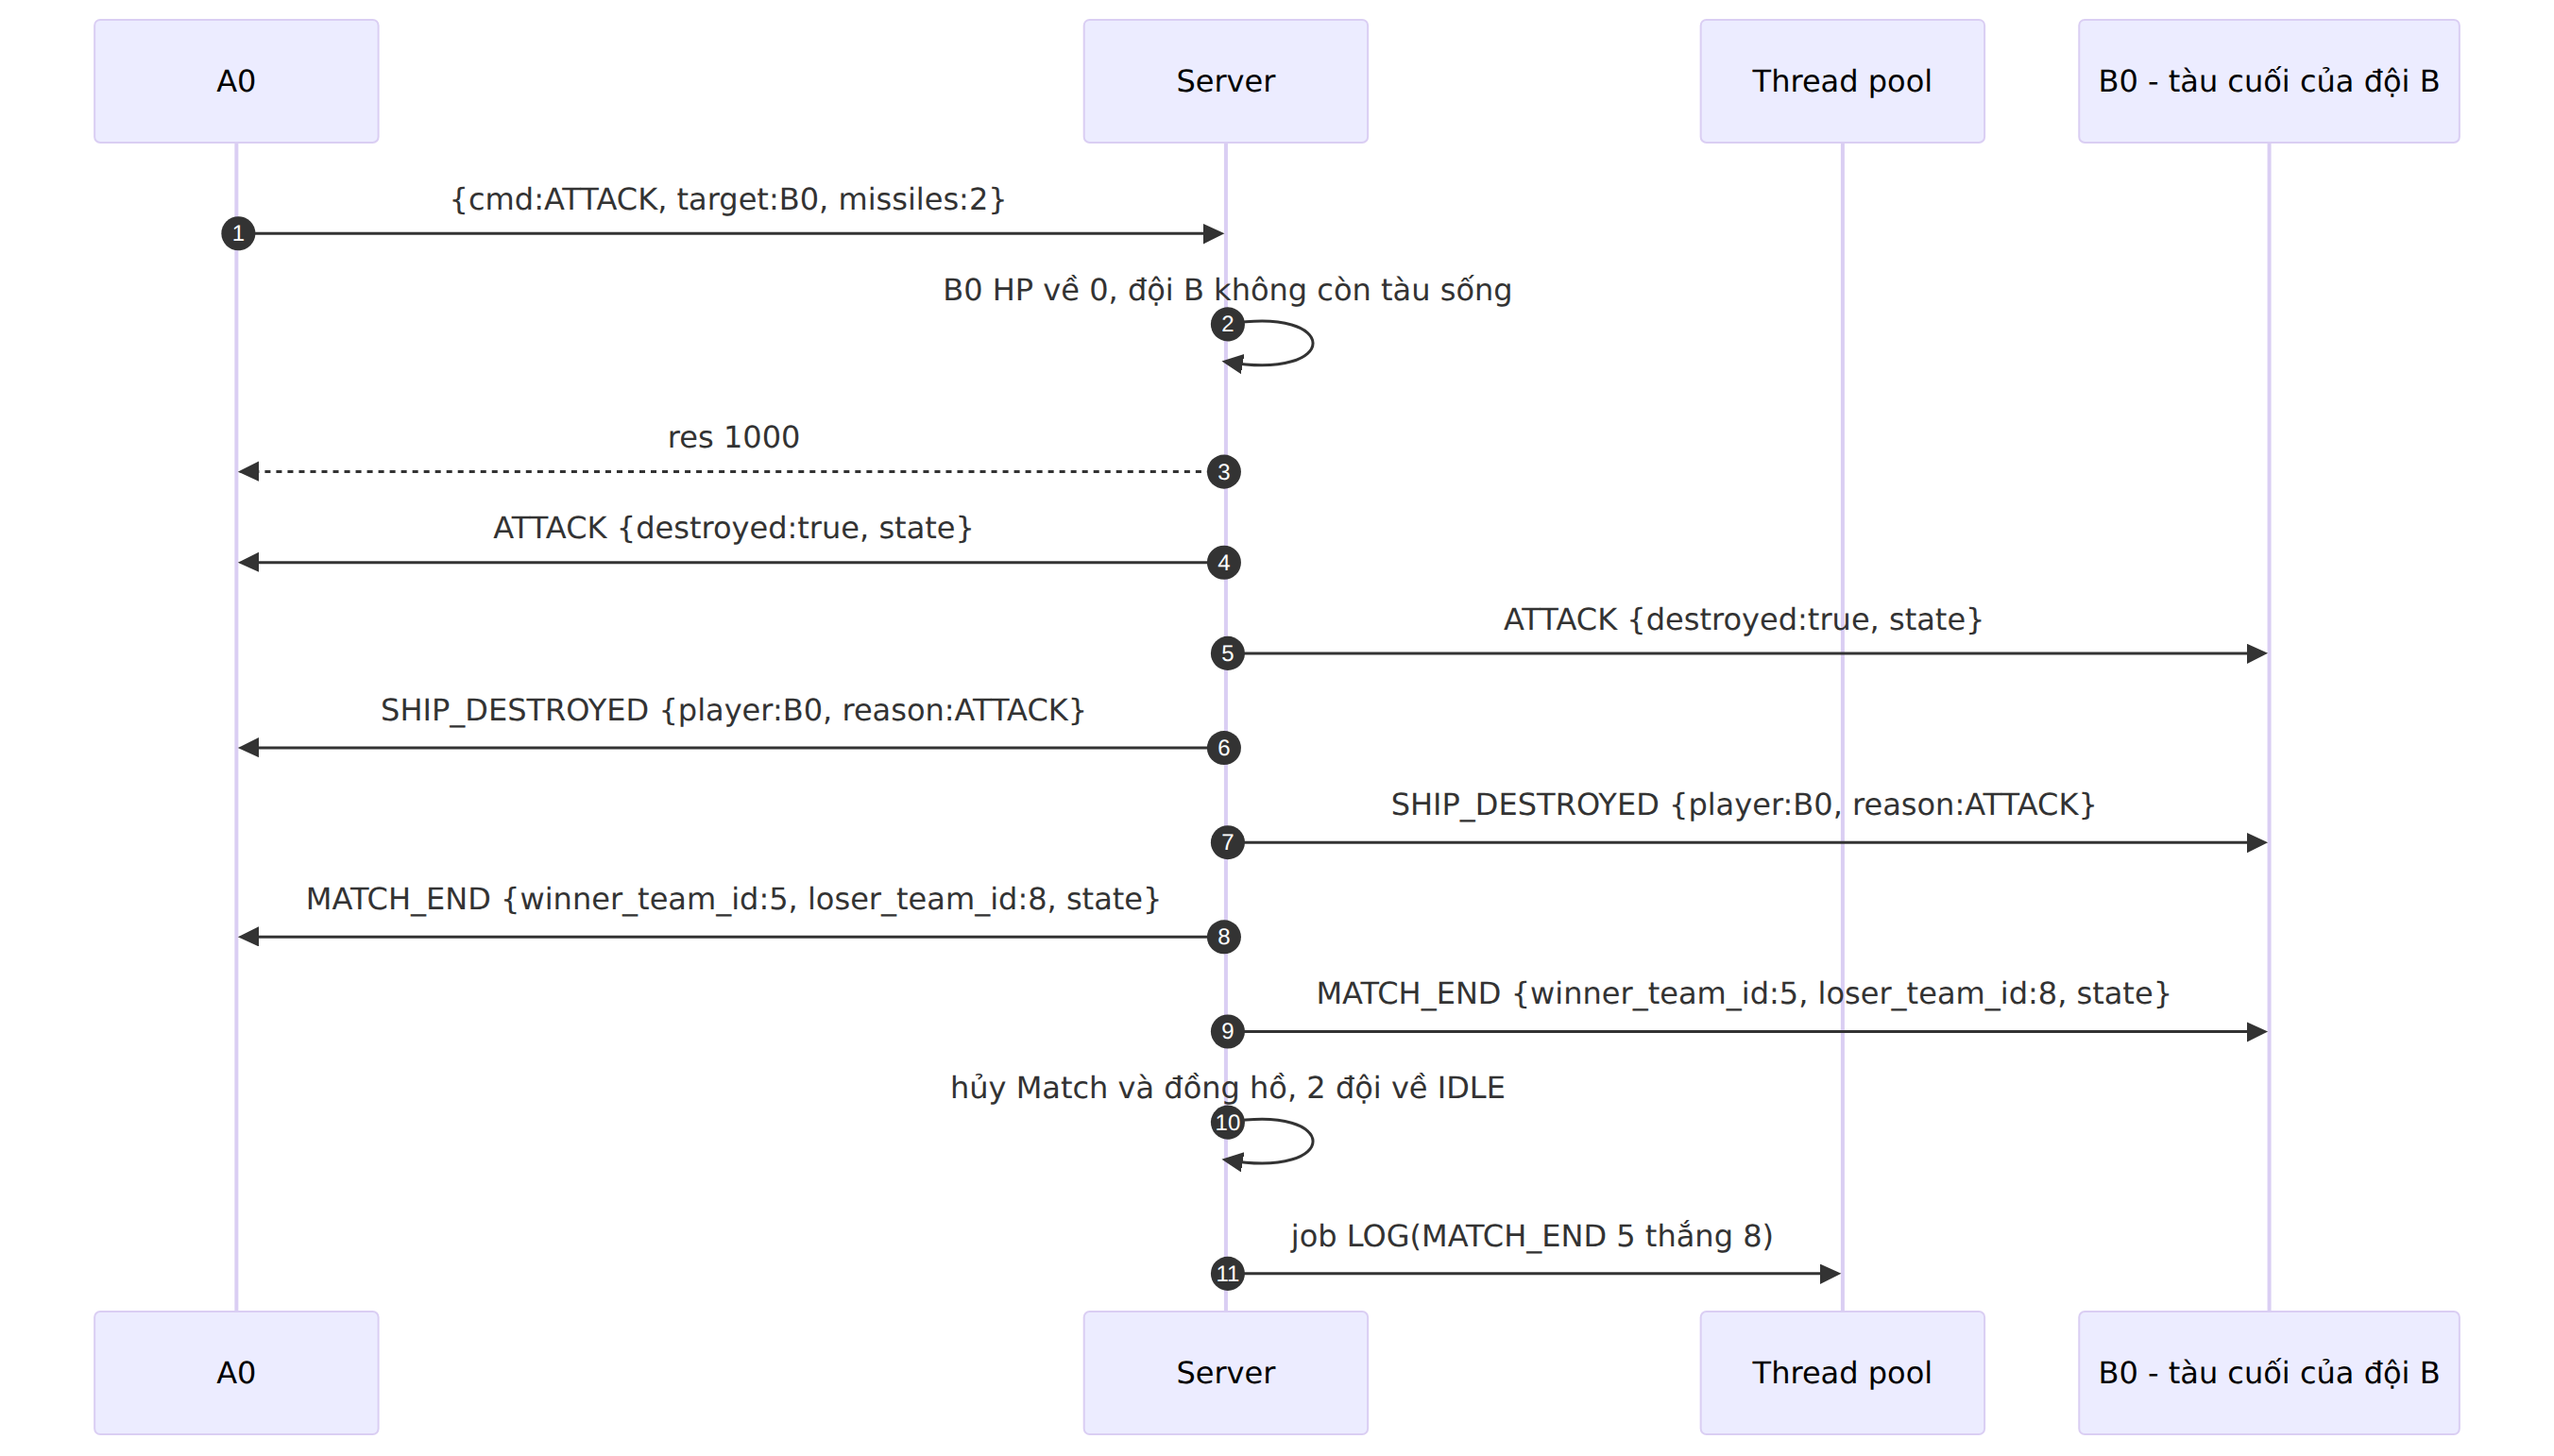 A0
Server
Thread pool
B0 - tàu cuối của đội B
{cmd:ATTACK, target:B0, missiles:2}
1
B0 HP về 0, đội B không còn tàu sống
2
res 1000
3
ATTACK {destroyed:true, state}
4
ATTACK {destroyed:true, state}
5
SHIP_DESTROYED {player:B0, reason:ATTACK}
6
SHIP_DESTROYED {player:B0, reason:ATTACK}
7
MATCH_END {winner_team_id:5, loser_team_id:8, state}
8
MATCH_END {winner_team_id:5, loser_team_id:8, state}
9
hủy Match và đồng hồ, 2 đội về IDLE
10
job LOG(MATCH_END 5 thắng 8)
11
A0
Server
Thread pool
B0 - tàu cuối của đội B